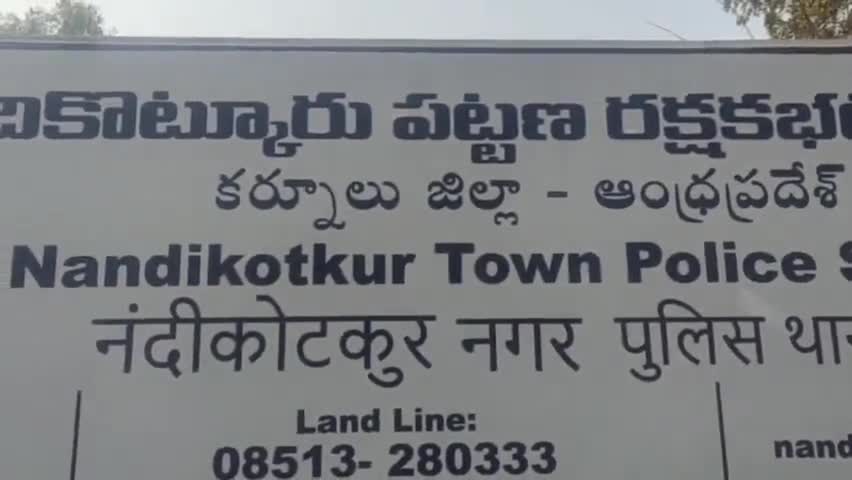 పట్టణ
కర్నూలు జిల్లా - ఆంధ్రప్రదేశ్
Nandikotkur Town Police
नंदीकोटकुर नगर पुलिस
Land Line:
08513- 280333